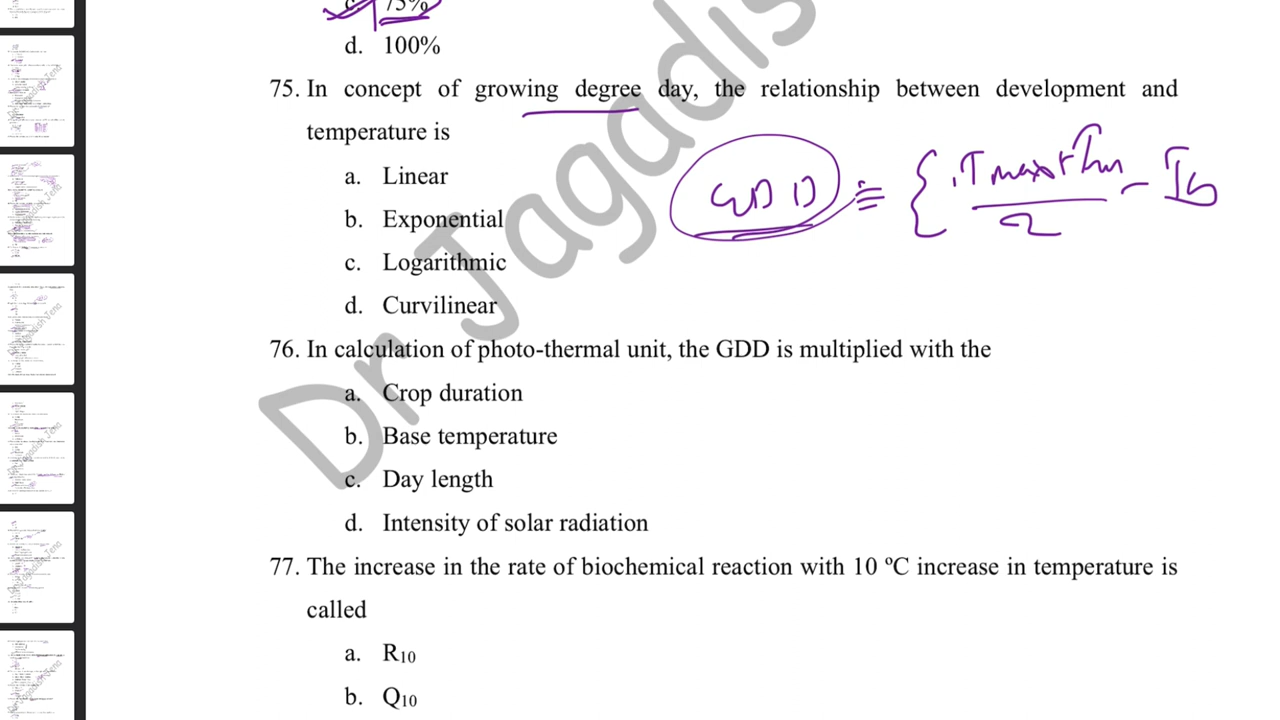 c. 75%
d. 100%
75. In concept of growing degree day, the relationship between development and
temperature is
a. Linear
b. Exponential
c. Logarithmic
d. Curvilinear
GDD = { Tmax + Tmn / 2 - Tb
76. In calculation of photo-thermal unit, the GDD is multiplied with the
a. Crop duration
b. Base temperature
c. Day length
d. Intensity of solar radiation
77. The increase in the rate of biochemical reaction with 10 ºC increase in temperature is
called
a. R10
b. Q10
Dr Jagadis